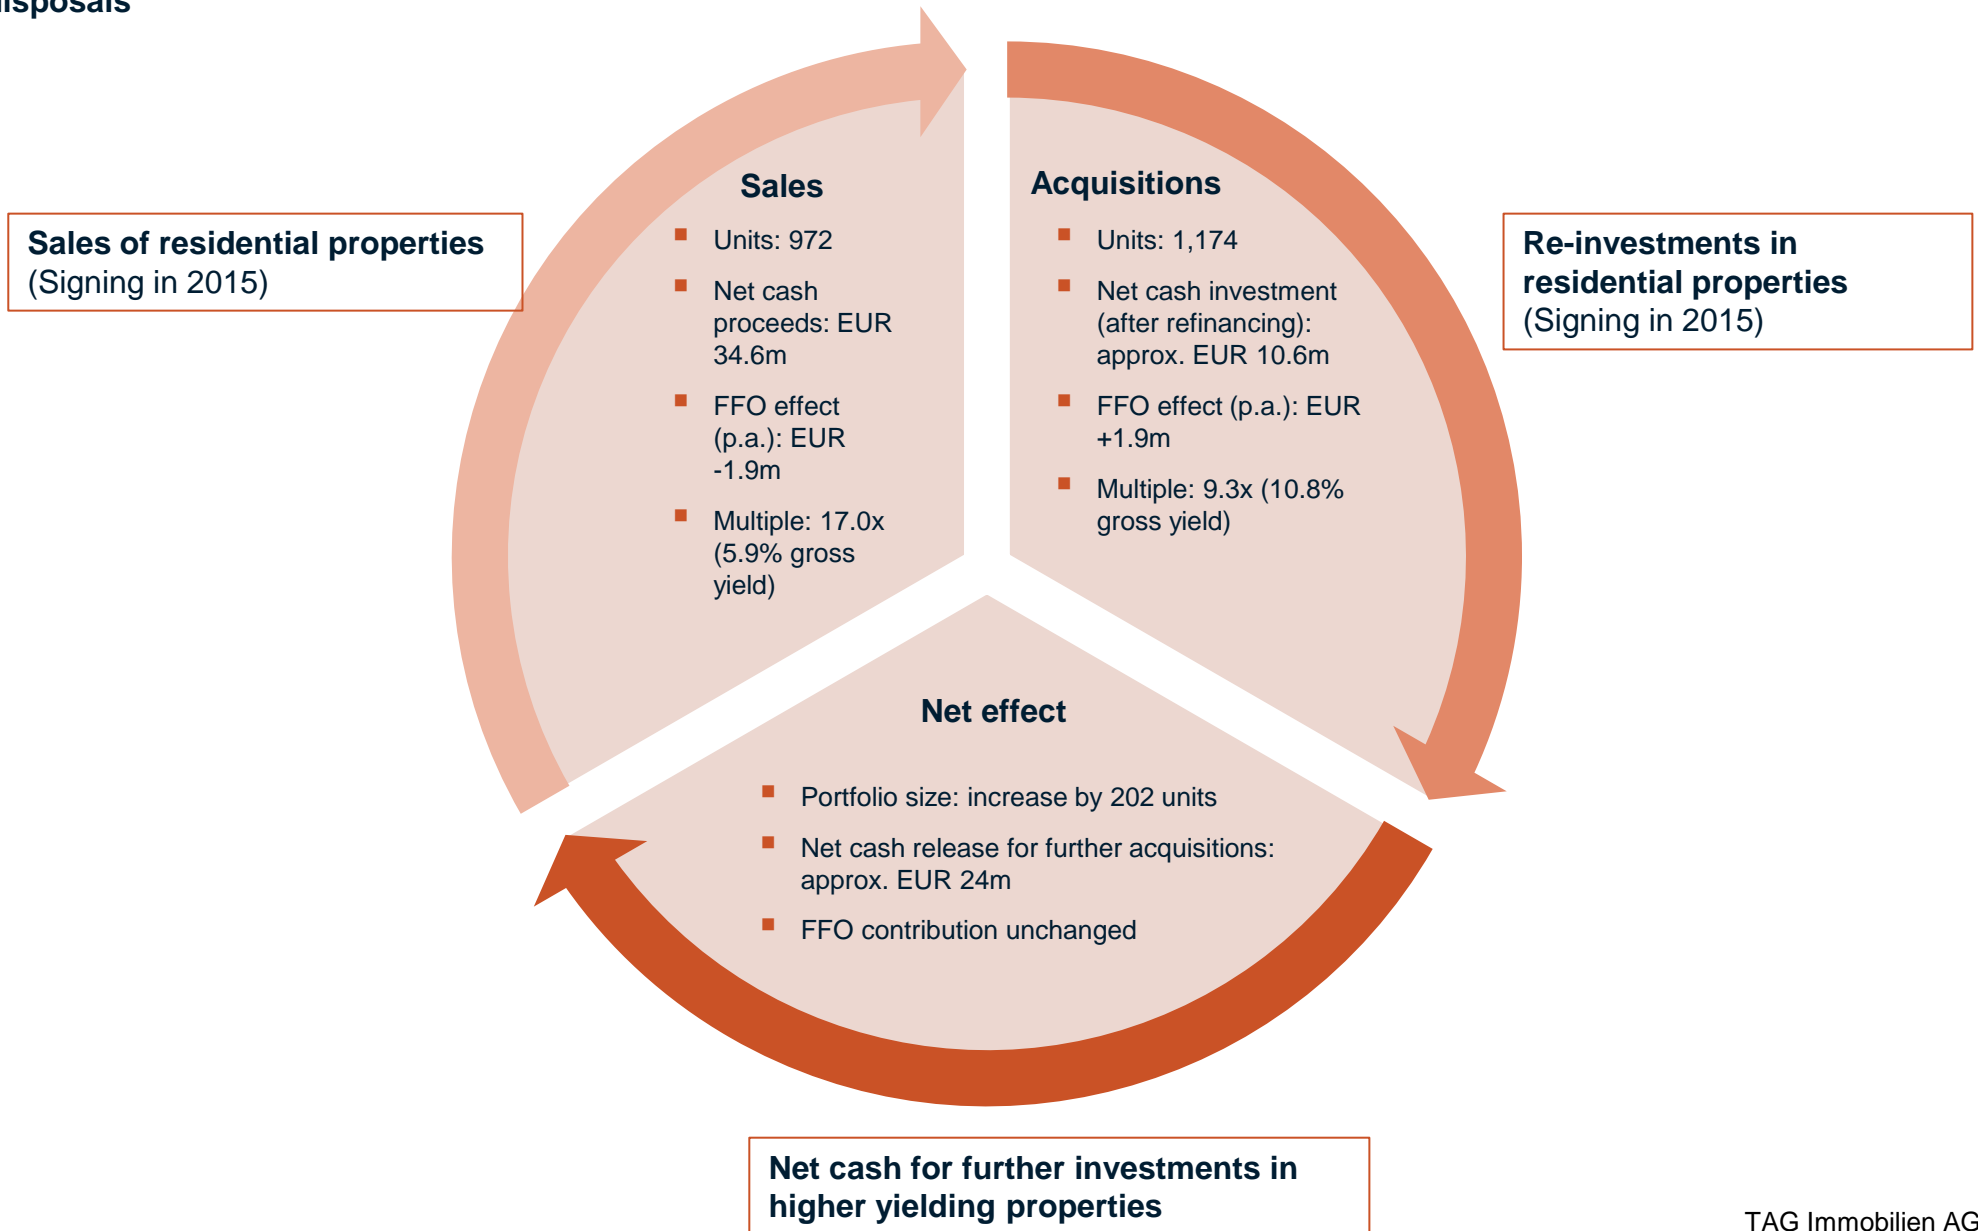 disposals
Sales of residential properties
(Signing in 2015)
Sales
Units: 972
Net cash
proceeds: EUR
34.6m
FFO effect
(p.a.): EUR
-1.9m
Multiple: 17.0x
(5.9% gross
yield)
Acquisitions
Units: 1,174
Net cash investment
(after refinancing):
approx. EUR 10.6m
FFO effect (p.a.): EUR
+1.9m
Multiple: 9.3x (10.8%
gross yield)
Re-investments in
residential properties
(Signing in 2015)
Net effect
Portfolio size: increase by 202 units
Net cash release for further acquisitions:
approx. EUR 24m
FFO contribution unchanged
Net cash for further investments in
higher yielding properties
TAG Immobilien AG